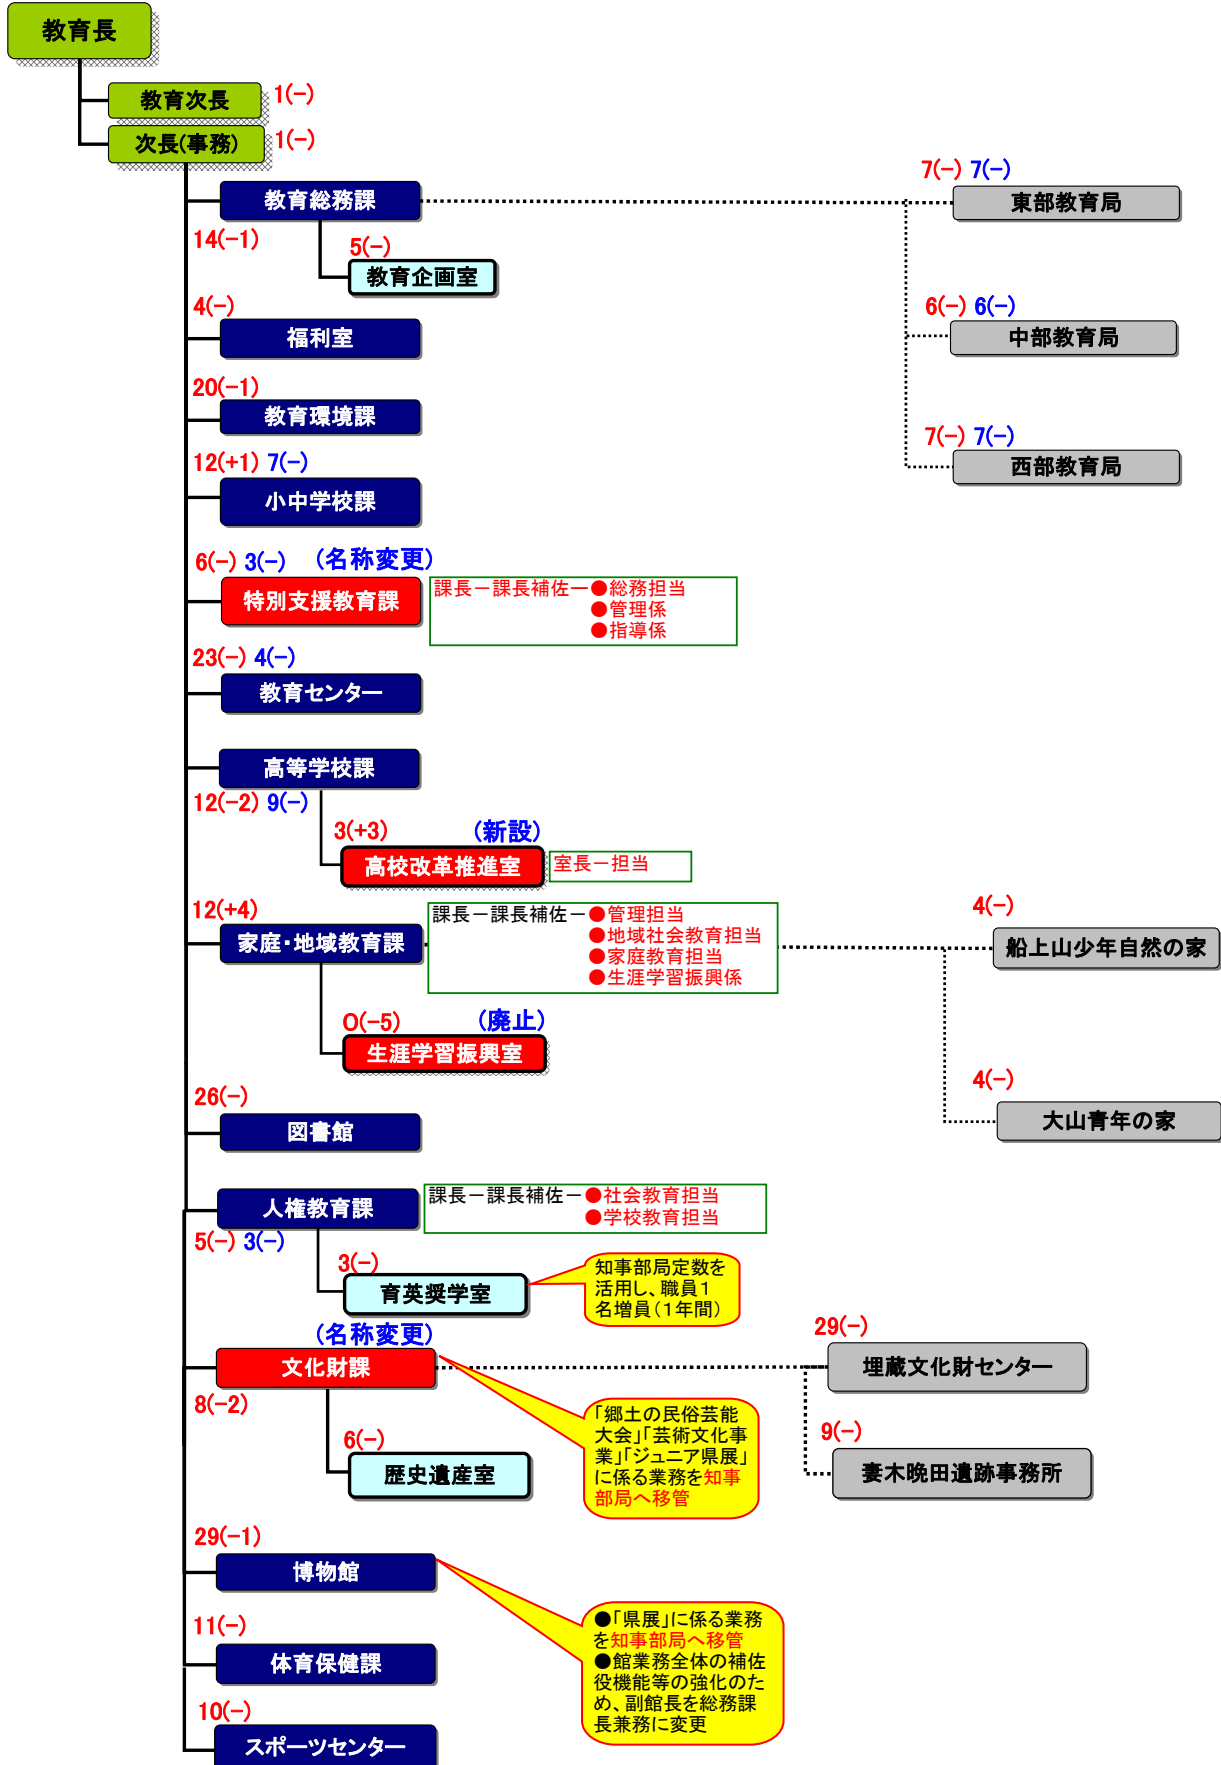 教育長
教育次長
1(-)
次長(事務)
1(-)
教育総務課
14(-1)
5(-)
教育企画室
7(-) 7(-)
東部教育局
6(-) 6(-)
中部教育局
7(-) 7(-)
西部教育局
4(-)
福利室
20(-1)
教育環境課
12(+1) 7(-)
小中学校課
6(-) 3(-) (名称変更)
特別支援教育課
課長－課長補佐－●総務担当
●管理係
●指導係
23(-) 4(-)
教育センター
高等学校課
12(-2) 9(-)
3(+3) (新設)
高校改革推進室
室長－担当
12(+4)
家庭・地域教育課
課長－課長補佐－●管理担当
●地域社会教育担当
●家庭教育担当
●生涯学習振興係
4(-)
船上山少年自然の家
0(-5) (廃止)
生涯学習振興室
4(-)
大山青年の家
26(-)
図書館
人権教育課
課長－課長補佐－●社会教育担当
●学校教育担当
5(-) 3(-)
3(-)
育英奨学室
知事部局定数を
活用し、職員1
名増員(1年間)
(名称変更)
文化財課
8(-2)
6(-)
歴史遺産室
「郷土の民俗芸能
大会」「芸術文化事
業」「ジュニア県展」
に係る業務を知事
部局へ移管
29(-)
埋蔵文化財センター
9(-)
妻木晩田遺跡事務所
29(-1)
博物館
●「県展」に係る業務
を知事部局へ移管
●館業務全体の補佐
役機能等の強化のた
め、副館長を総務課
長兼務に変更
11(-)
体育保健課
10(-)
スポーツセンター